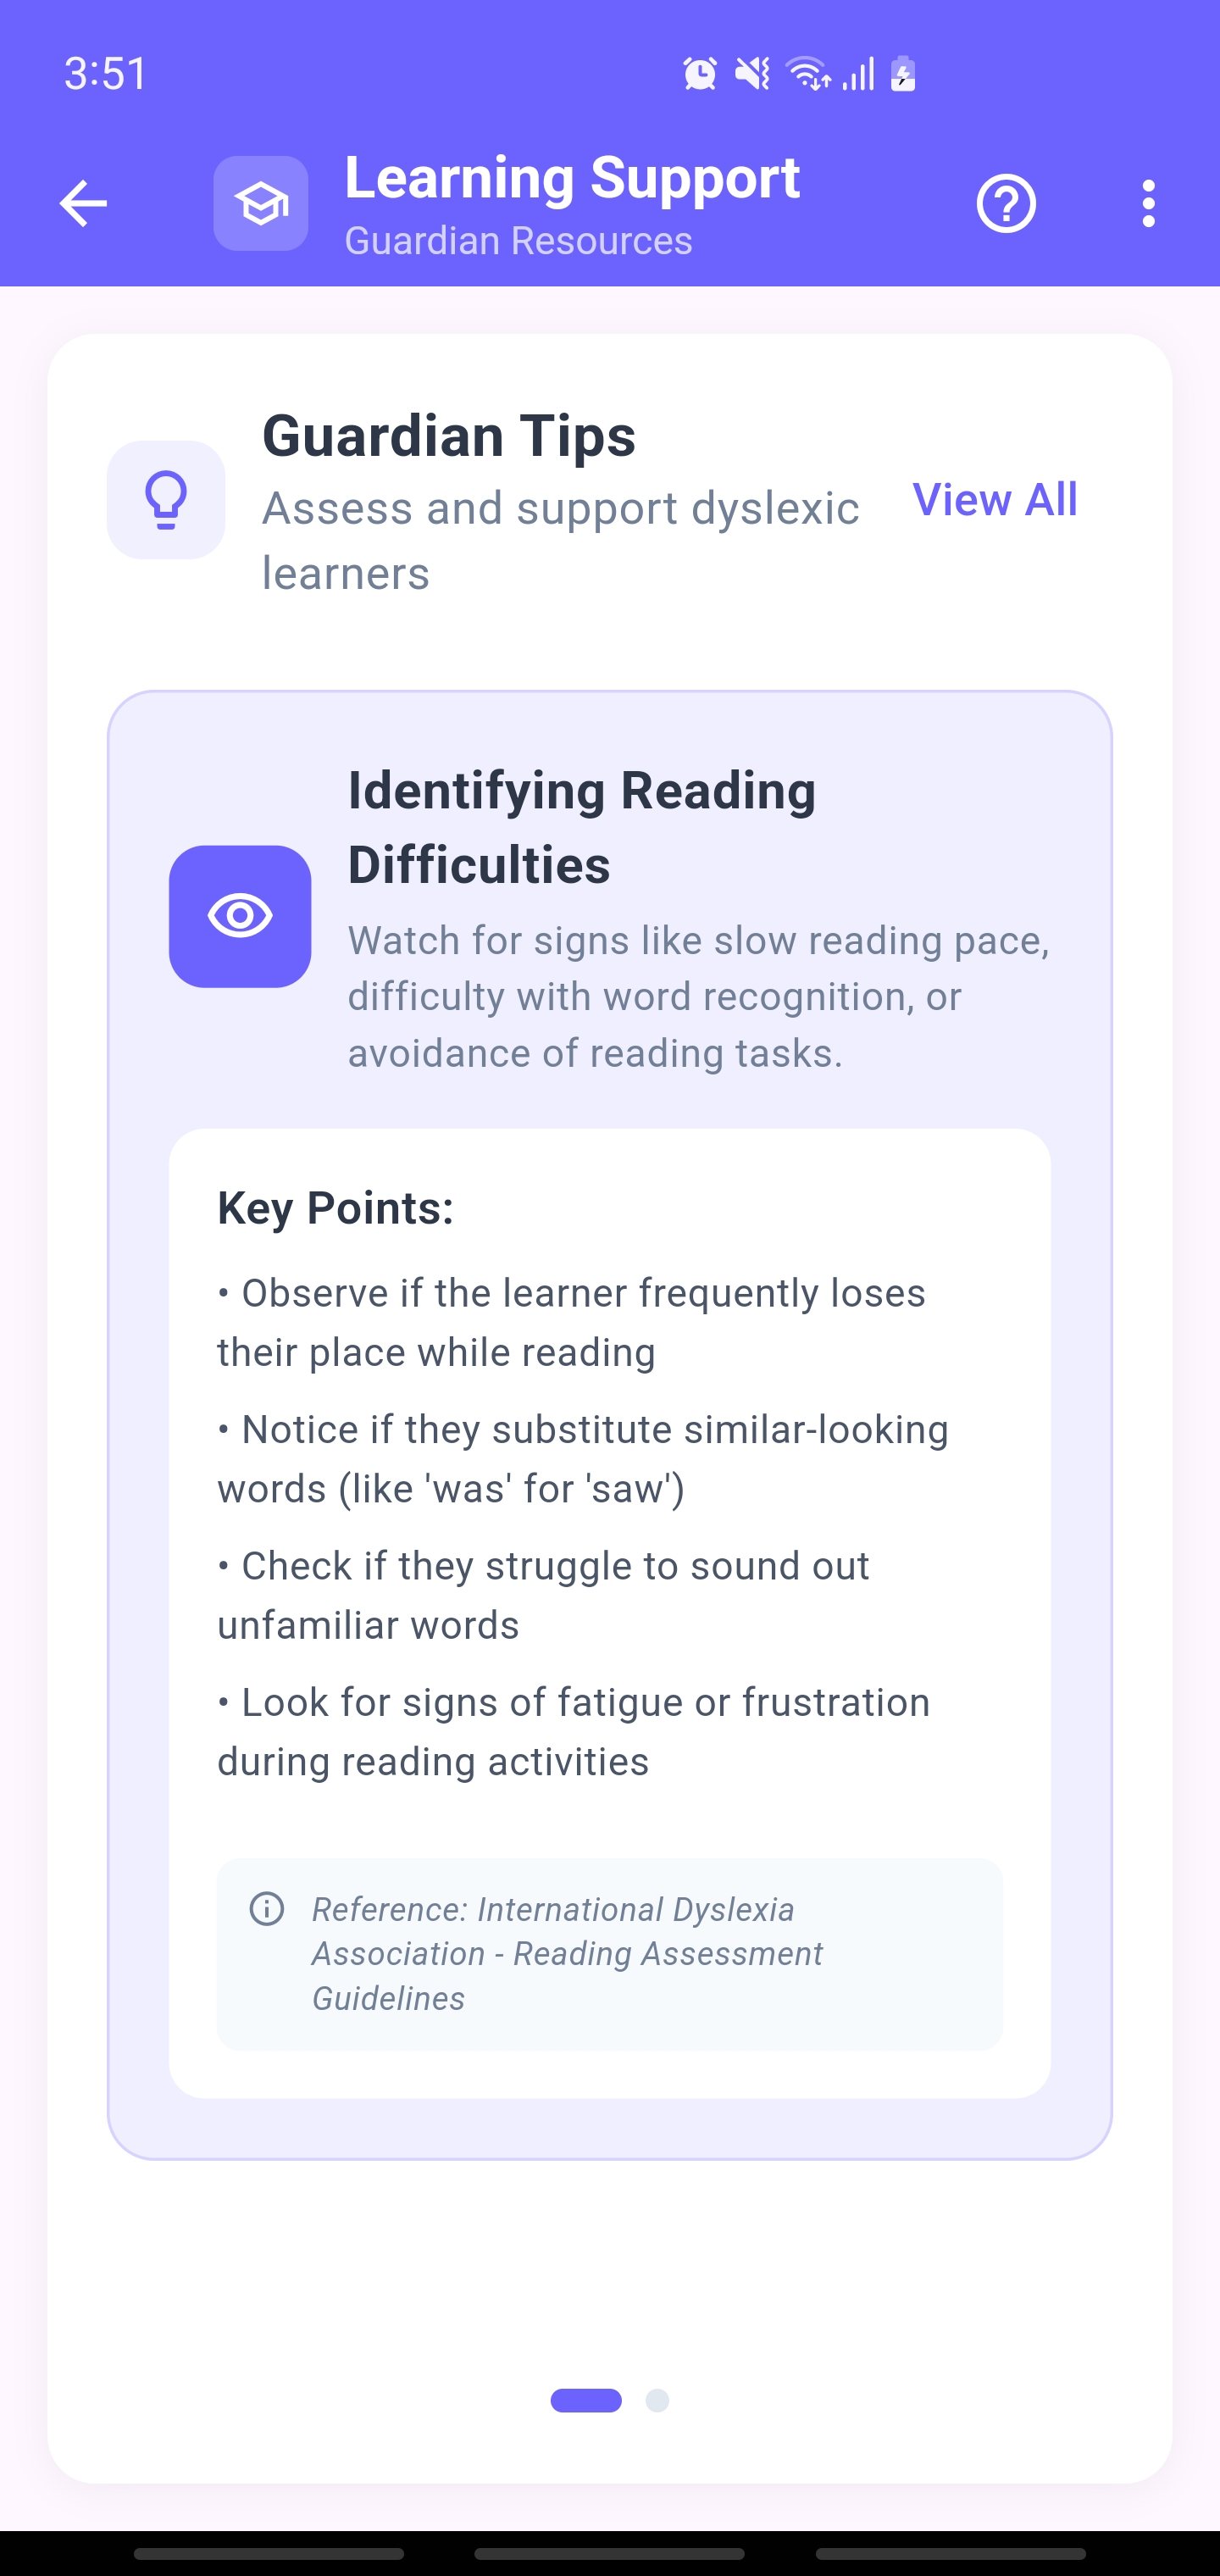 3:51
Learning Support
Guardian Resources
Guardian Tips
Assess and support dyslexic
learners
View All
Identifying Reading
Difficulties
Watch for signs like slow reading pace,
difficulty with word recognition, or
avoidance of reading tasks.
Key Points:
• Observe if the learner frequently loses
their place while reading
• Notice if they substitute similar-looking
words (like 'was' for 'saw')
• Check if they struggle to sound out
unfamiliar words
• Look for signs of fatigue or frustration
during reading activities
Reference: International Dyslexia
Association - Reading Assessment
Guidelines